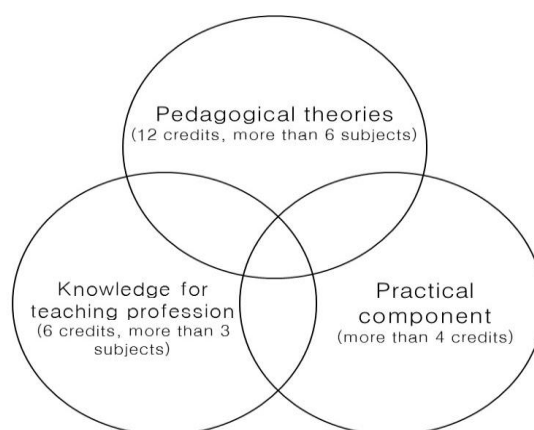 Pedagogical theories
(12 credits, more than 6 subjects)
Knowledge for
teaching profession
(6 credits, more than 3
subjects)
Practical
component
(more than 4 credits)